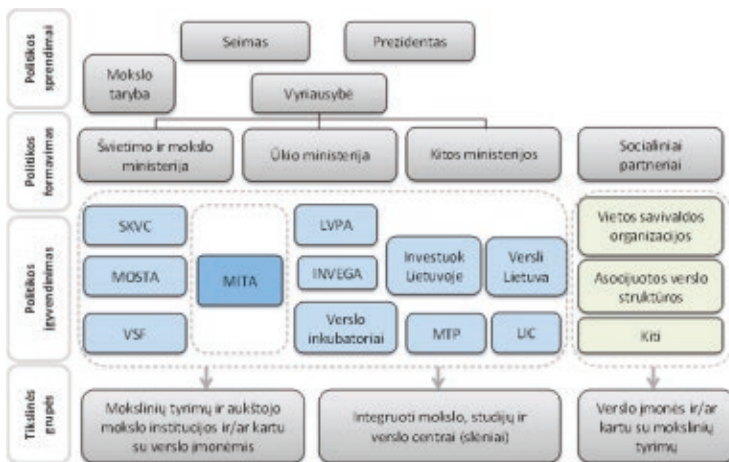 Politikos
sprendimai
Seimas
Prezidentas
Mokslo
taryba
Vyriausybė
Politikos
formavimas
Švietimo ir mokslo
ministerija
Ūkio ministerija
Kitos ministerijos
Socialiniai
partneriai
Politikos
įgyvendinimas
SKVC
MOSTA
VSF
MITA
LVPA
INVEGA
Verslo
inkubatoriai
Investuok
Lietuvoje
Versli
Lietuva
MTP
LIC
Vietos savivaldos
organizacijos
Asocijuotos verslo
struktūros
Kiti
Tikslinės
grupės
Mokslinių tyrimų ir aukštojo
mokslo institucijos ir/ar kartu
su verslo įmonėmis
Integruoti mokslo, studijų ir
verslo centrai (slėniai)
Verslo įmonės ir/ar
kartu su mokslinių
tyrimų